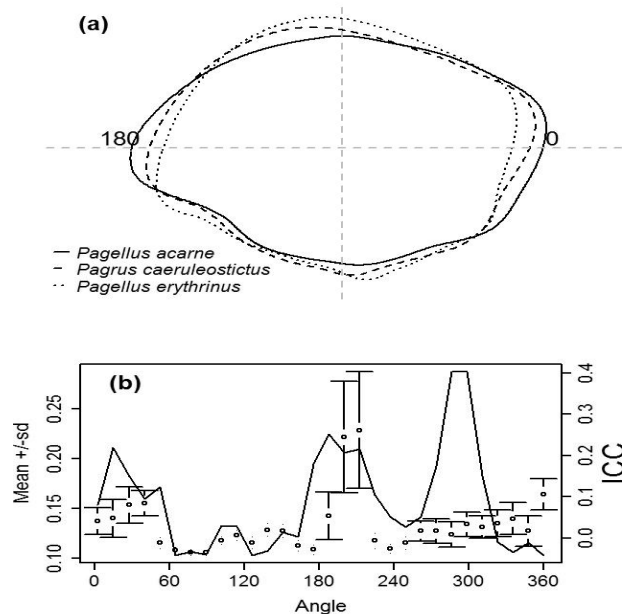 (a)
180
0
Pagellus acarne
Pagrus caeruleostictus
Pagellus erythrinus
(b)
Mean +/-sd
0.25
0.20
0.15
0.10
0.4
0.3
0.2
0.1
0.0
ICC
0 60 120 180 240 300 360
Angle